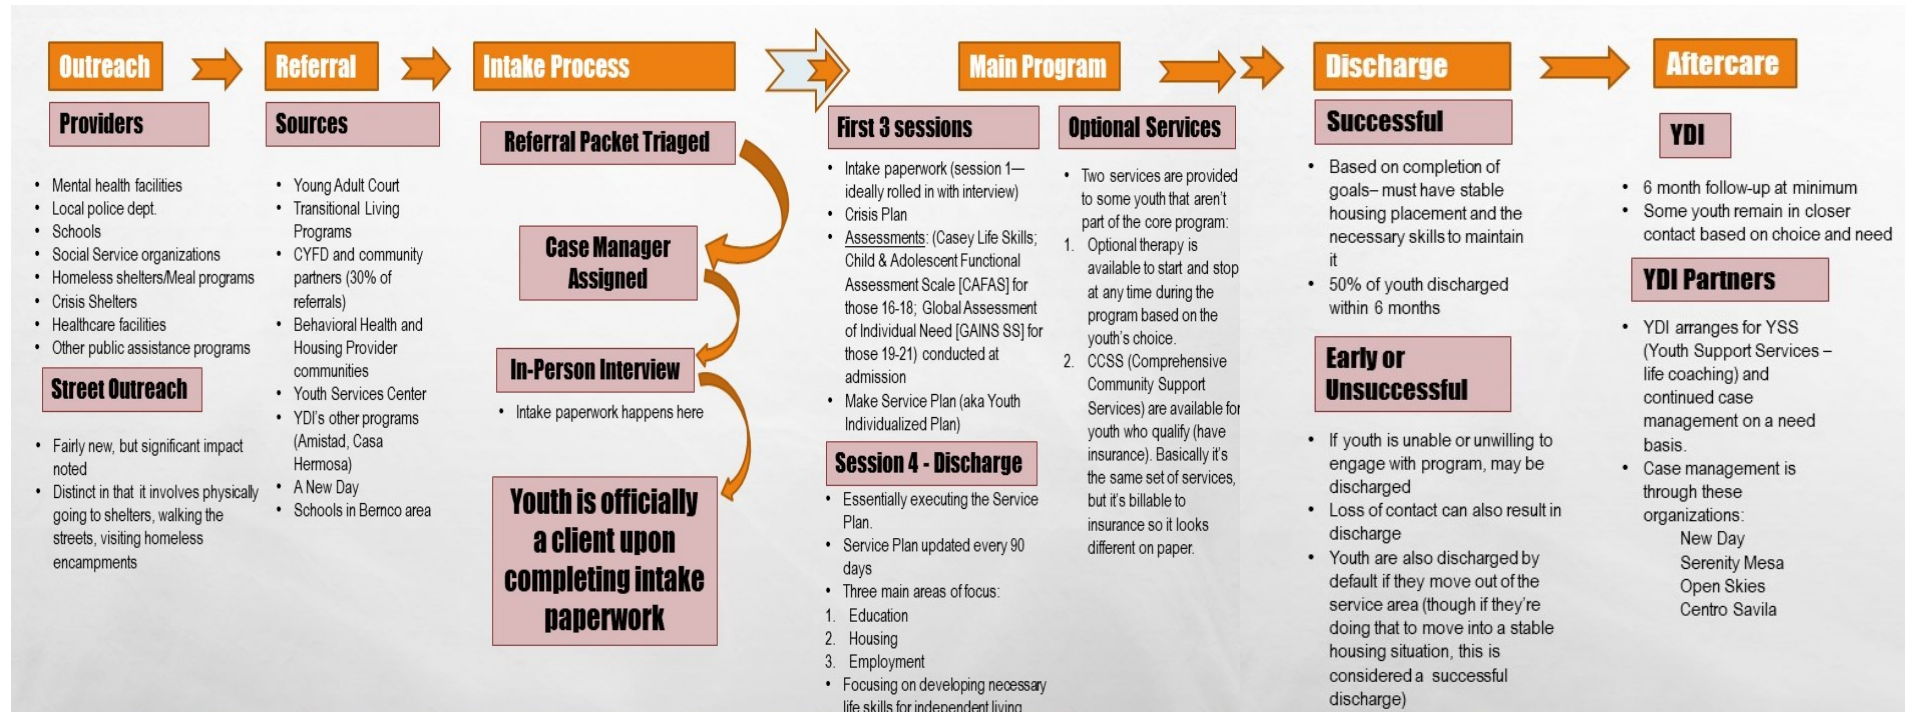 Outreach
Providers
• Mental health facilities
• Local police dept.
• Schools
• Social Service organizations
• Homeless shelters/Meal programs
• Crisis Shelters
• Healthcare facilities
• Other public assistance programs
Street Outreach
• Fairly new, but significant impact
noted
• Distinct in that it involves physically
going to shelters, walking the
streets, visiting homeless
encampments
Referral
Sources
• Young Adult Court
• Transitional Living
Programs
• CYFD and community
partners (30% of
referrals)
• Behavioral Health and
Housing Provider
communities
• Youth Services Center
• YDI's other programs
(Amistad, Casa
Hermosa)
• A New Day
• Schools in Bernco area
Intake Process
Referral Packet Triaged
Case Manager
Assigned
In-Person Interview
• Intake paperwork happens here
Youth is officially
a client upon
completing intake
paperwork
Main Program
First 3 sessions
• Intake paperwork (session 1—
ideally rolled in with interview)
• Crisis Plan
• Assessments: (Casey Life Skills;
Child & Adolescent Functional
Assessment Scale [CAFAS] for
those 16-18; Global Assessment
of Individual Need [GAINS SS] for
those 19-21) conducted at
admission
• Make Service Plan (aka Youth
Individualized Plan)
Session 4 - Discharge
• Essentially executing the Service
Plan.
• Service Plan updated every 90
days
• Three main areas of focus:
1. Education
2. Housing
3. Employment
• Focusing on developing necessary
life skills for independent living
Optional Services
• Two services are provided
to some youth that aren't
part of the core program:
1. Optional therapy is
available to start and stop
at any time during the
program based on the
youth's choice.
2. CCSS (Comprehensive
Community Support
Services) are available for
youth who qualify (have
insurance). Basically it's
the same set of services,
but it's billable to
insurance so it looks
different on paper.
Discharge
Successful
• Based on completion of
goals– must have stable
housing placement and the
necessary skills to maintain
it
• 50% of youth discharged
within 6 months
Early or
Unsuccessful
• If youth is unable or unwilling to
engage with program, may be
discharged
• Loss of contact can also result in
discharge
• Youth are also discharged by
default if they move out of the
service area (though if they're
doing that to move into a stable
housing situation, this is
considered a successful
discharge)
Aftercare
YDI
• 6 month follow-up at minimum
• Some youth remain in closer
contact based on choice and need
YDI Partners
• YDI arranges for YSS
(Youth Support Services –
life coaching) and
continued case
management on a need
basis.
• Case management is
through these
organizations:
New Day
Serenity Mesa
Open Skies
Centro Savila